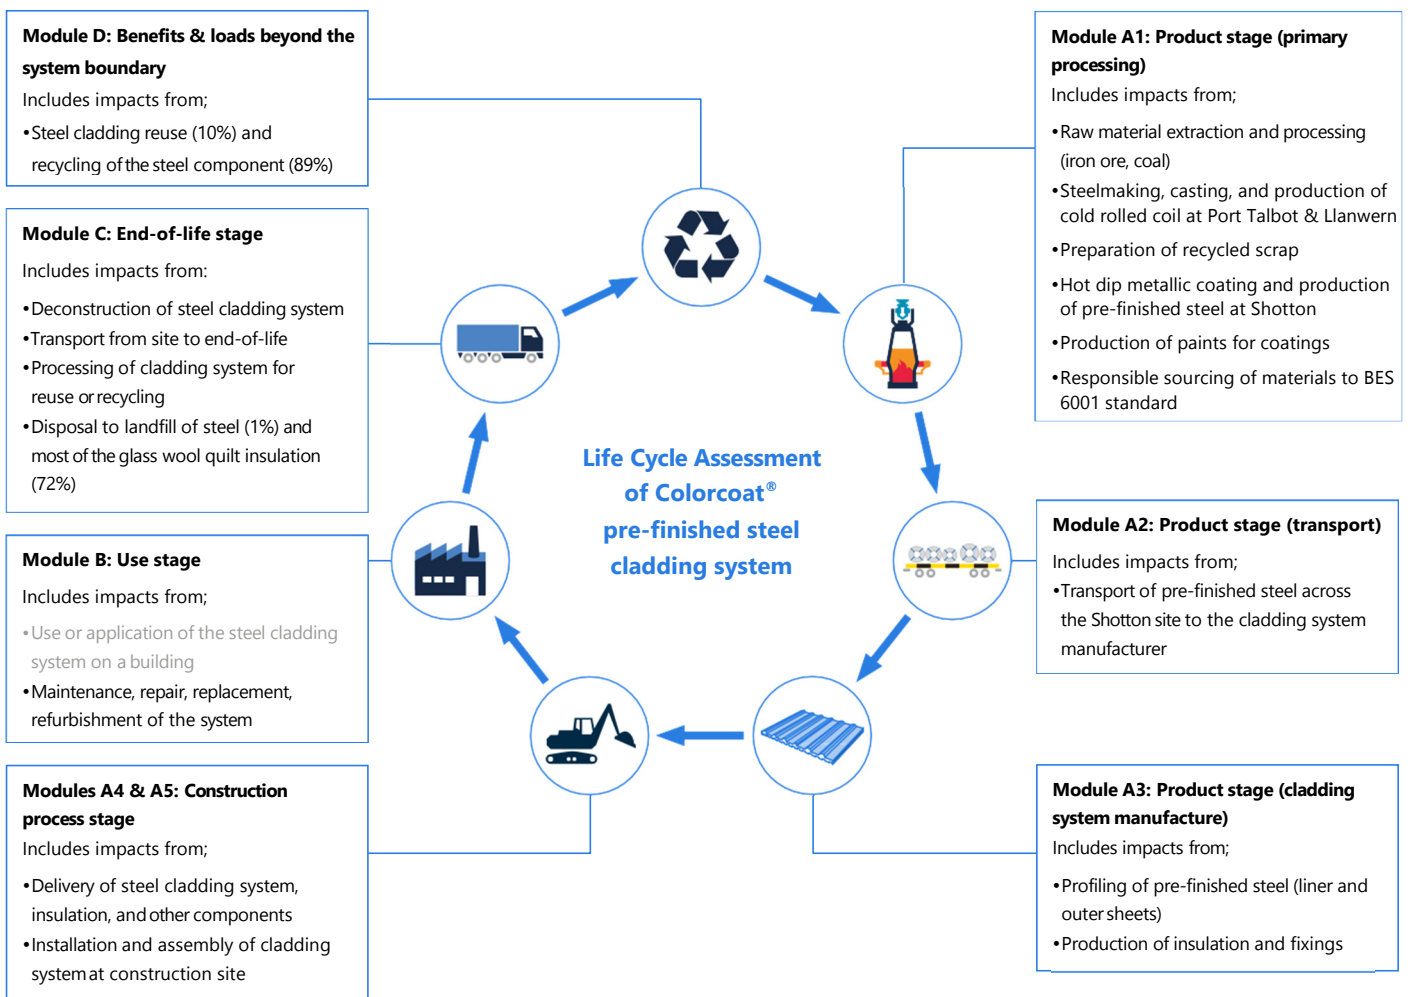 Module D: Benefits & loads beyond the
system boundary
Includes impacts from;
•Steel cladding reuse (10%) and
recycling of the steel component (89%)
Module C: End-of-life stage
Includes impacts from:
•Deconstruction of steel cladding system
•Transport from site to end-of-life
•Processing of cladding system for
reuse or recycling
•Disposal to landfill of steel (1%) and
most of the glass wool quilt insulation
(72%)
Module B: Use stage
Includes impacts from;
•Use or application of the steel cladding
system on a building
•Maintenance, repair, replacement,
refurbishment of the system
Modules A4 & A5: Construction
process stage
Includes impacts from;
•Delivery of steel cladding system,
insulation, and other components
•Installation and assembly of cladding
system at construction site
Life Cycle Assessment
of Colorcoat®
pre-finished steel
cladding system
Module A1: Product stage (primary
processing)
Includes impacts from;
•Raw material extraction and processing
(iron ore, coal)
•Steelmaking, casting, and production of
cold rolled coil at Port Talbot & Llanwern
•Preparation of recycled scrap
•Hot dip metallic coating and production
of pre-finished steel at Shotton
•Production of paints for coatings
•Responsible sourcing of materials to BES
6001 standard
Module A2: Product stage (transport)
Includes impacts from;
•Transport of pre-finished steel across
the Shotton site to the cladding system
manufacturer
Module A3: Product stage (cladding
system manufacture)
Includes impacts from;
•Profiling of pre-finished steel (liner and
outer sheets)
•Production of insulation and fixings